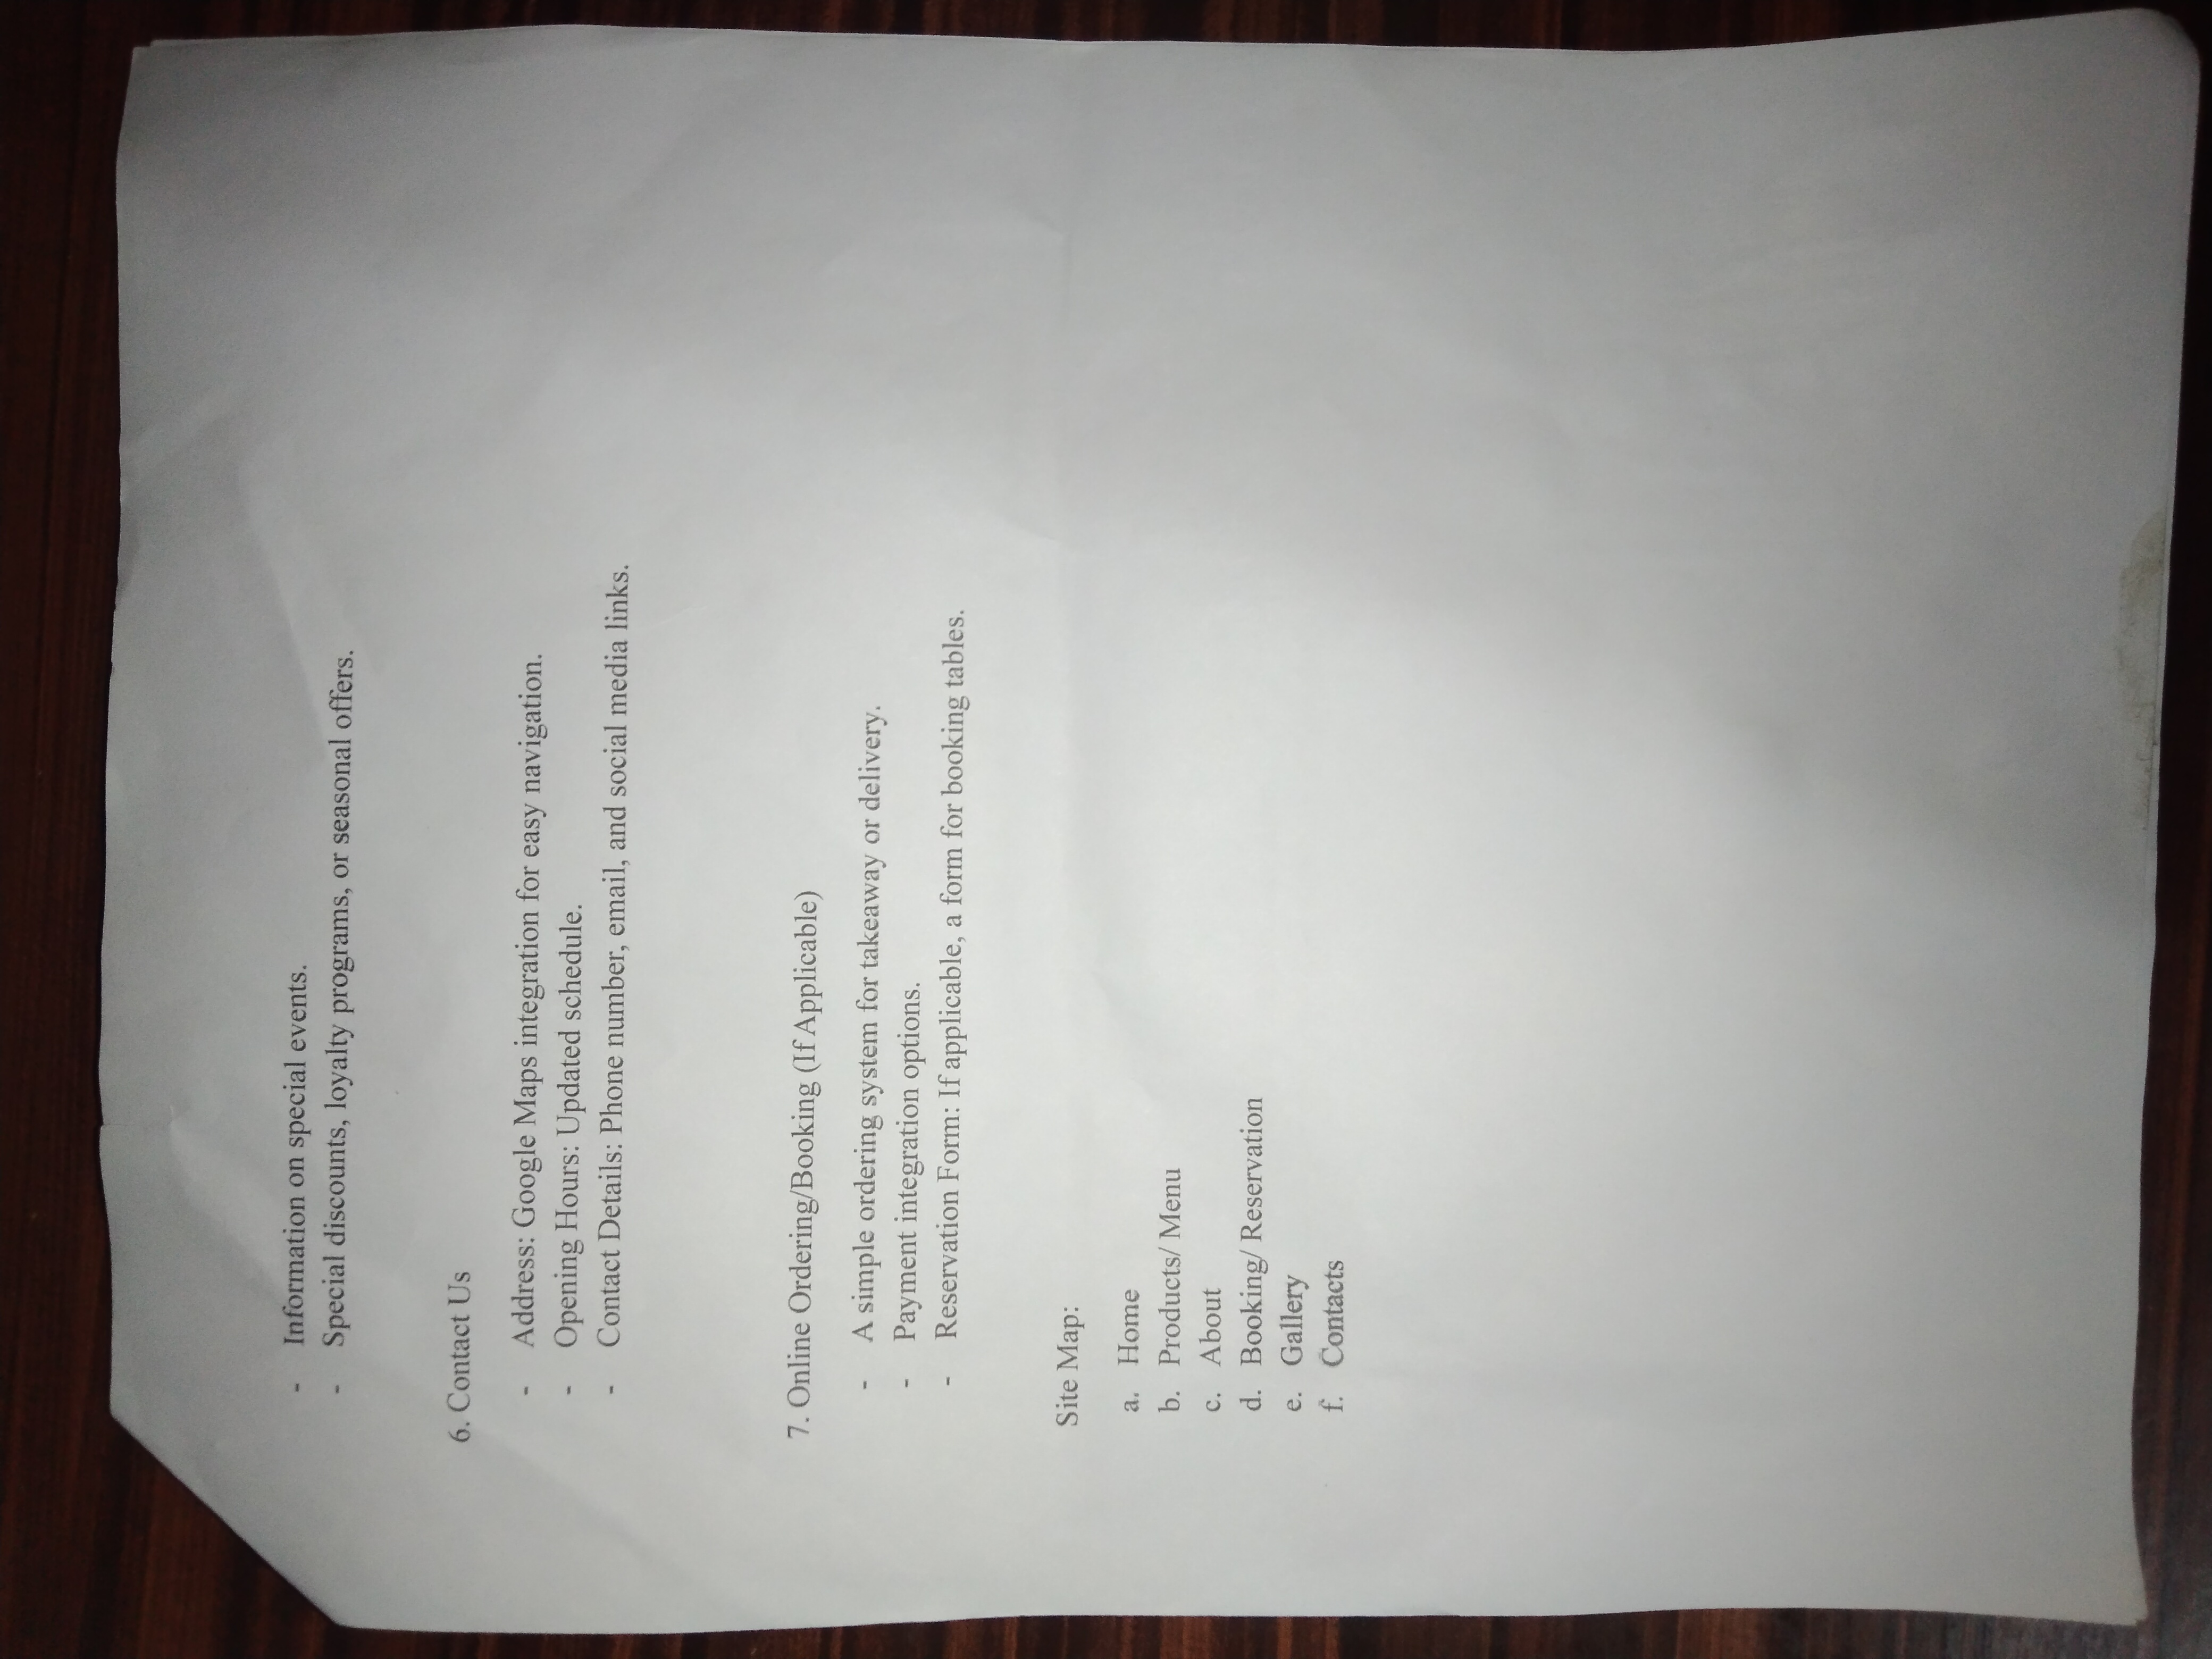 - Information on special events.
- Special discounts, loyalty programs, or seasonal offers.
6. Contact Us
- Address: Google Maps integration for easy navigation.
- Opening Hours: Updated schedule.
- Contact Details: Phone number, email, and social media links.
7. Online Ordering/Booking (If Applicable)
- A simple ordering system for takeaway or delivery.
- Payment integration options.
- Reservation Form: If applicable, a form for booking tables.
Site Map:
a. Home
b. Products/ Menu
c. About
d. Booking/ Reservation
e. Gallery
f. Contacts